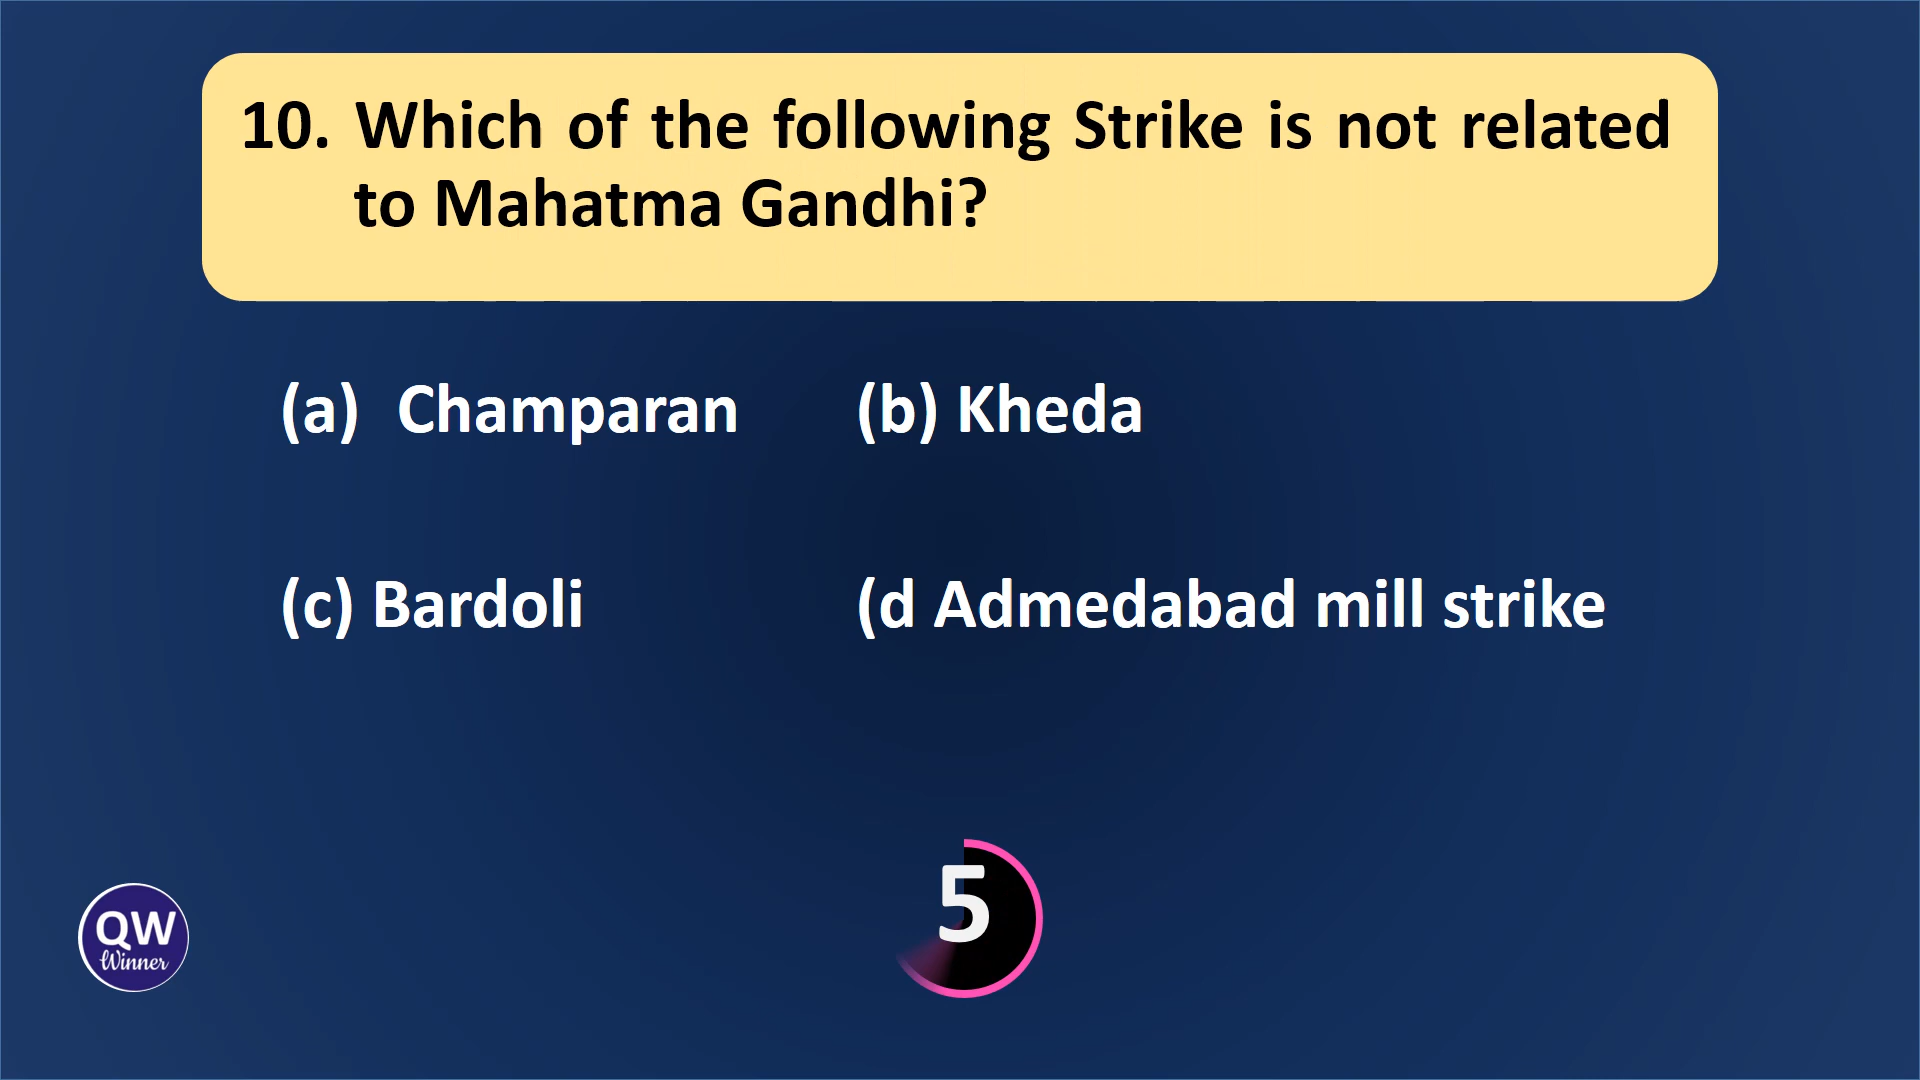 10. Which of the following Strike is not related
to Mahatma Gandhi?
(a) Champaran (b) Kheda
(c) Bardoli (d Admedabad mill strike
5
QW
Winner